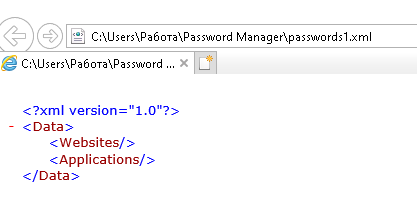 C:\Users\Работа\Password Manager\passwords1.xml
C:\Users\Работа\Password ...
<?xml version="1.0"?>
- <Data>
<Websites/>
<Applications/>
</Data>